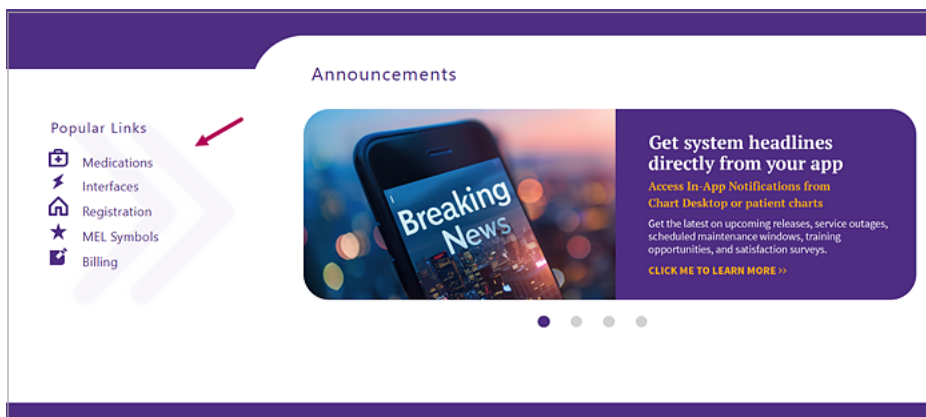 Announcements
Popular Links
Medications
Interfaces
Registration
MEL Symbols
Billing
Breaking
News
Get system headlines
directly from your app
Access In-App Notifications from
Chart Desktop or patient charts
Get the latest on upcoming releases, service outages,
scheduled maintenance windows, training
opportunities, and satisfaction surveys.
CLICK ME TO LEARN MORE >>